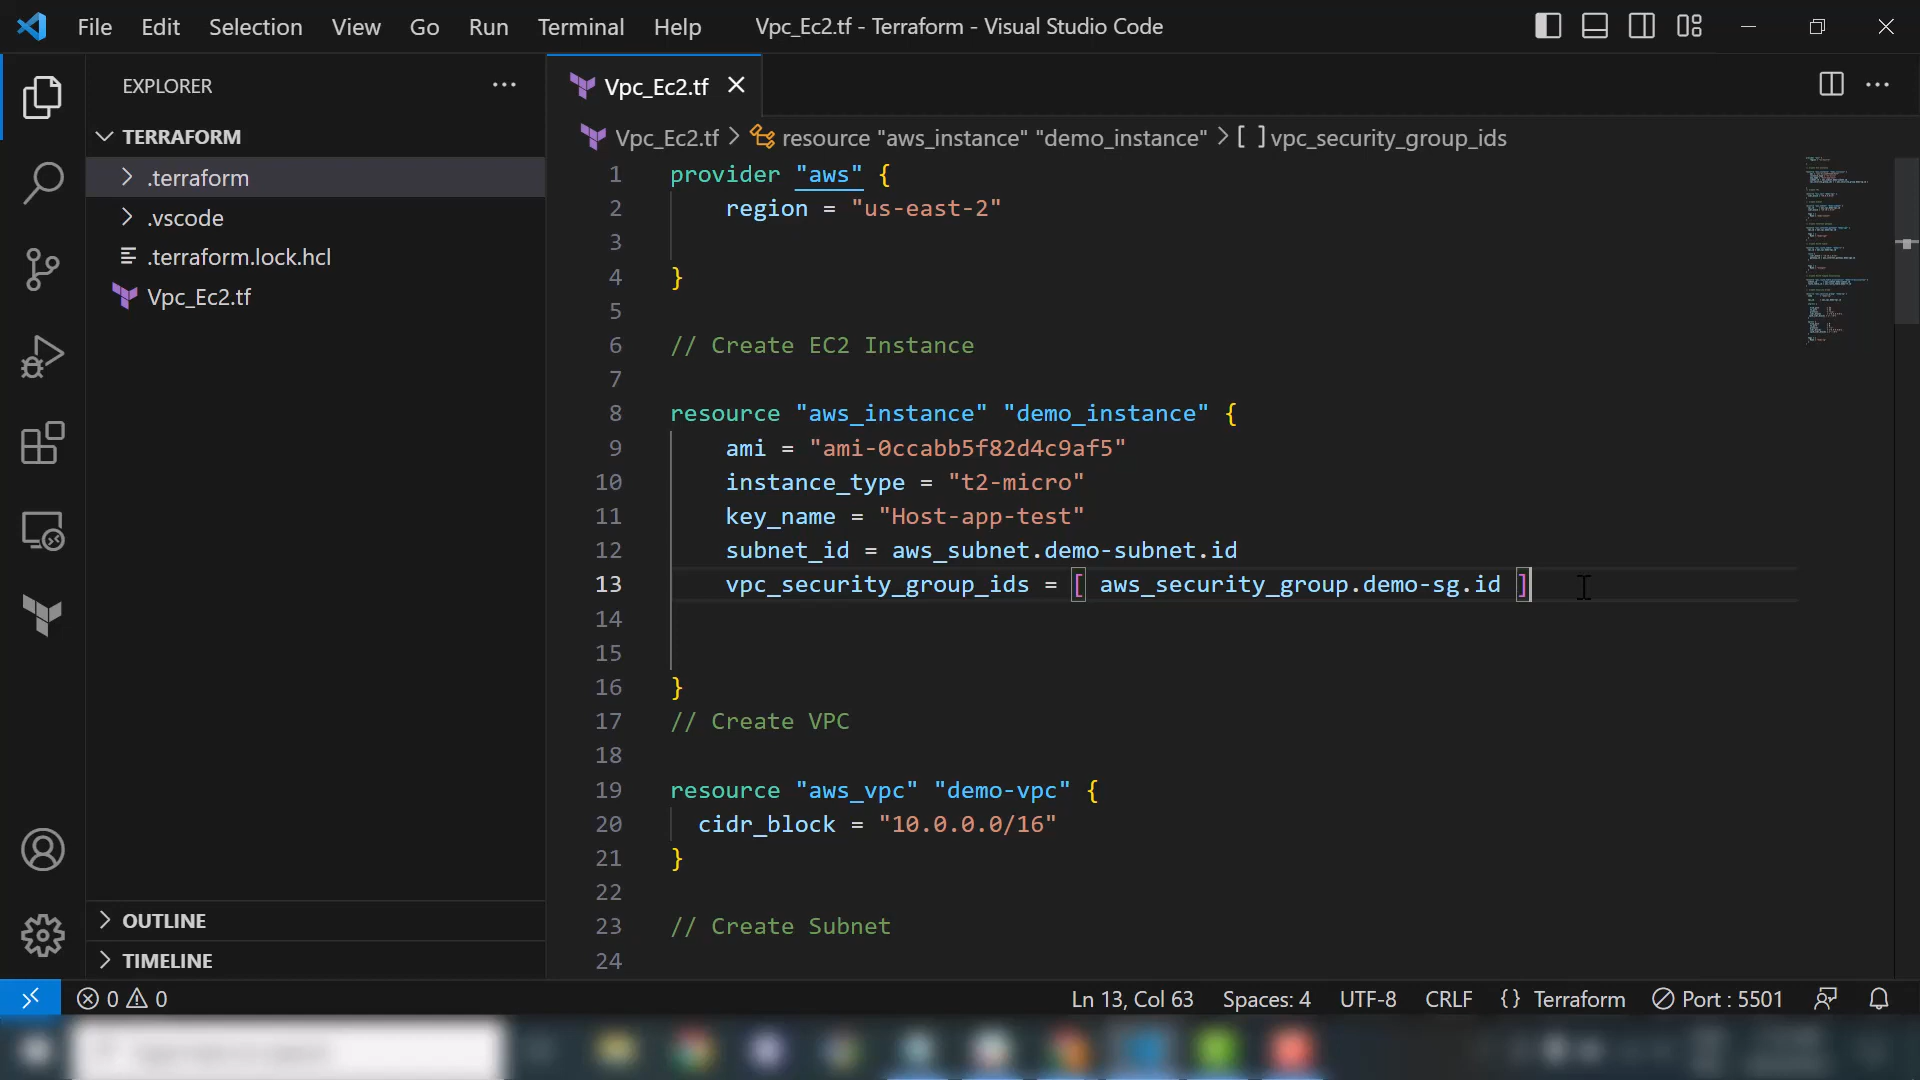 File Edit Selection View Go Run Terminal Help Vpc_Ec2.tf - Terraform - Visual Studio Code
EXPLORER
TERRAFORM
.terraform
.vscode
.terraform.lock.hcl
Vpc_Ec2.tf
OUTLINE
TIMELINE
Vpc_Ec2.tf
Vpc_Ec2.tf > resource "aws_instance" "demo_instance" > [ ] vpc_security_group_ids
1 provider "aws" {
2 region = "us-east-2"
3
4 }
5
6 // Create EC2 Instance
7
8 resource "aws_instance" "demo_instance" {
9 ami = "ami-0ccabb5f82d4c9af5"
10 instance_type = "t2-micro"
11 key_name = "Host-app-test"
12 subnet_id = aws_subnet.demo-subnet.id
13 vpc_security_group_ids = [ aws_security_group.demo-sg.id ]
14
15
16 }
17 // Create VPC
18
19 resource "aws_vpc" "demo-vpc" {
20 cidr_block = "10.0.0.0/16"
21 }
22
23 // Create Subnet
24
0 0 Ln 13, Col 63 Spaces: 4 UTF-8 CRLF {} Terraform Port : 5501